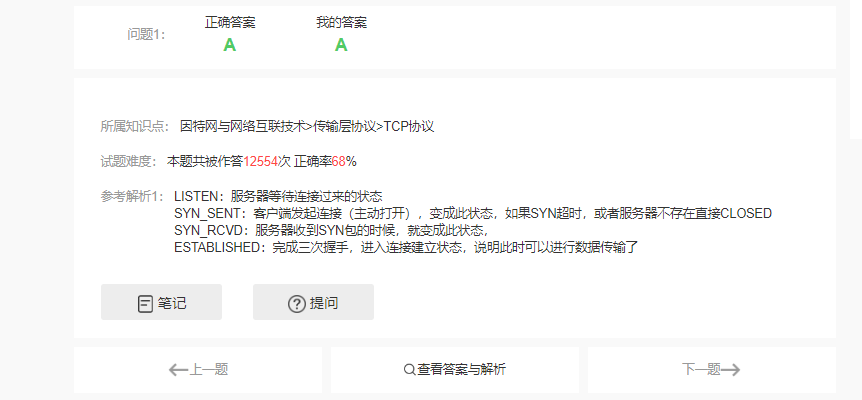 正确答案 我的答案
问题1：
A A
所属知识点： 因特网与网络互联技术>传输层协议>TCP协议
试题难度： 本题共被作答12554次 正确率68%
参考解析1： LISTEN：服务器等待连接过来的状态
SYN_SENT：客户端发起连接（主动打开），变成此状态，如果SYN超时，或者服务器不存在直接CLOSED
SYN_RCVD：服务器收到SYN包的时候，就变成此状态，
ESTABLISHED：完成三次握手，进入连接建立状态，说明此时可以进行数据传输了
笔记 提问
上一题 查看答案与解析 下一题